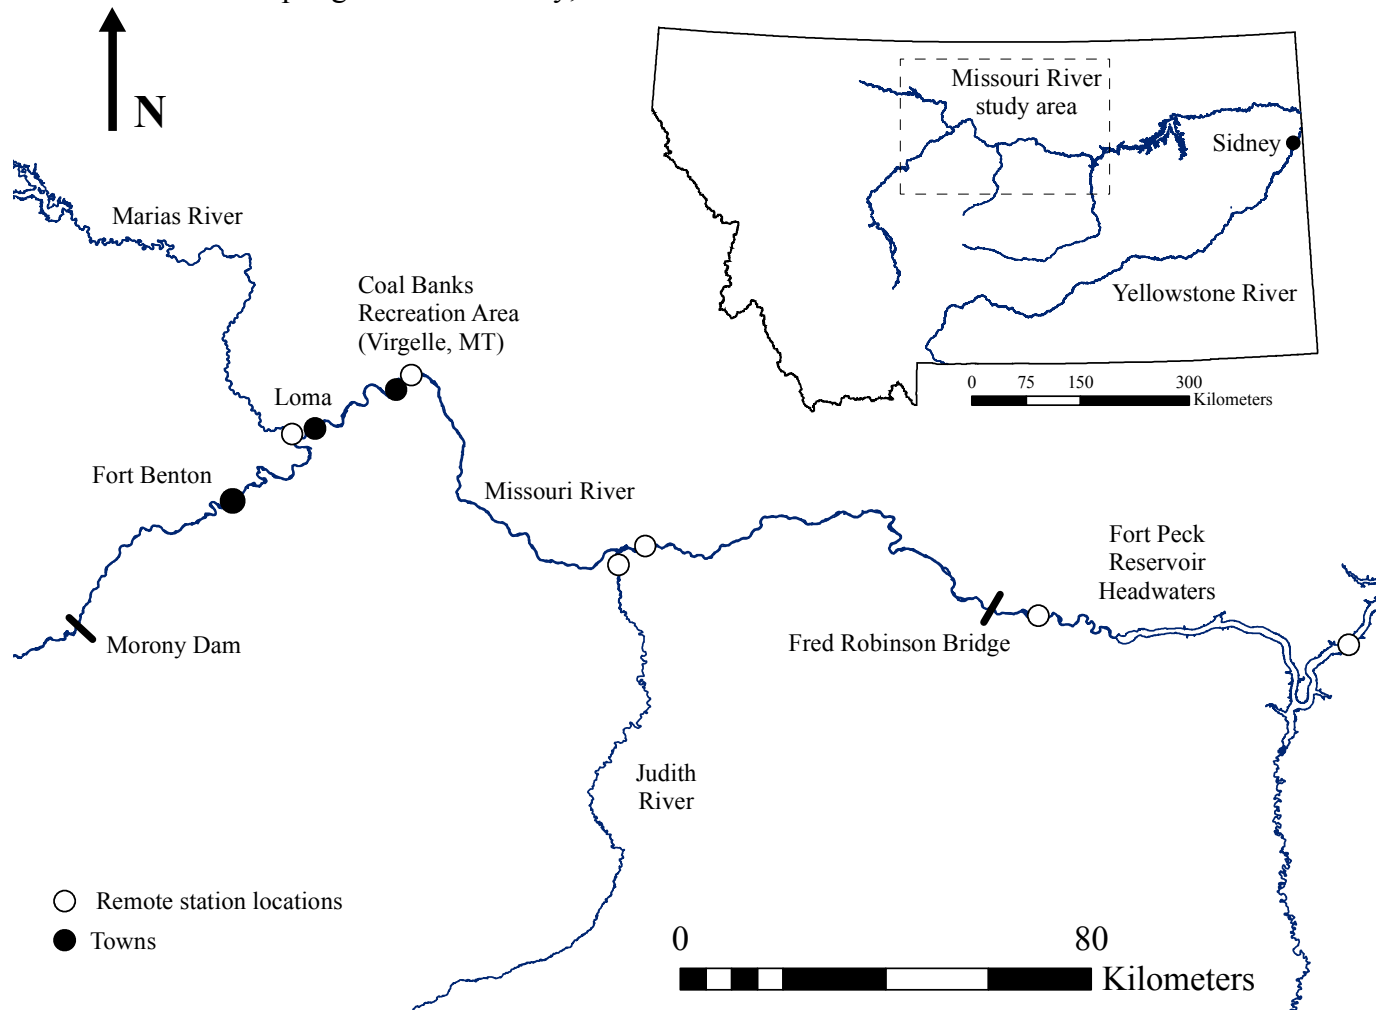 N
Missouri River
study area
Sidney
Yellowstone River
0 75 150 300
Kilometers
Marias River
Coal Banks
Recreation Area
(Virgelle, MT)
Loma
Fort Benton
Missouri River
Fort Peck
Reservoir
Headwaters
Morony Dam
Fred Robinson Bridge
Judith
River
Remote station locations
Towns
0 80
Kilometers